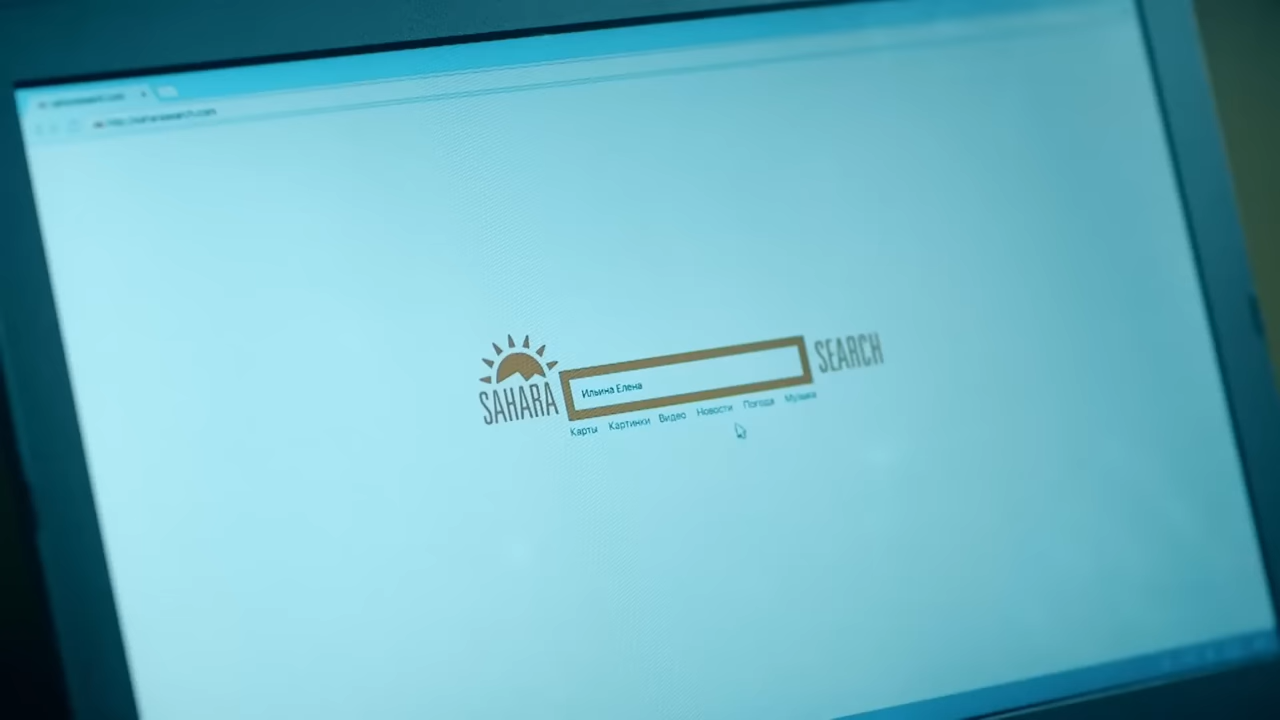 SAHARA
Ильина Елена
SEARCH
Карты Картинки Видео Новости Погода Музыка